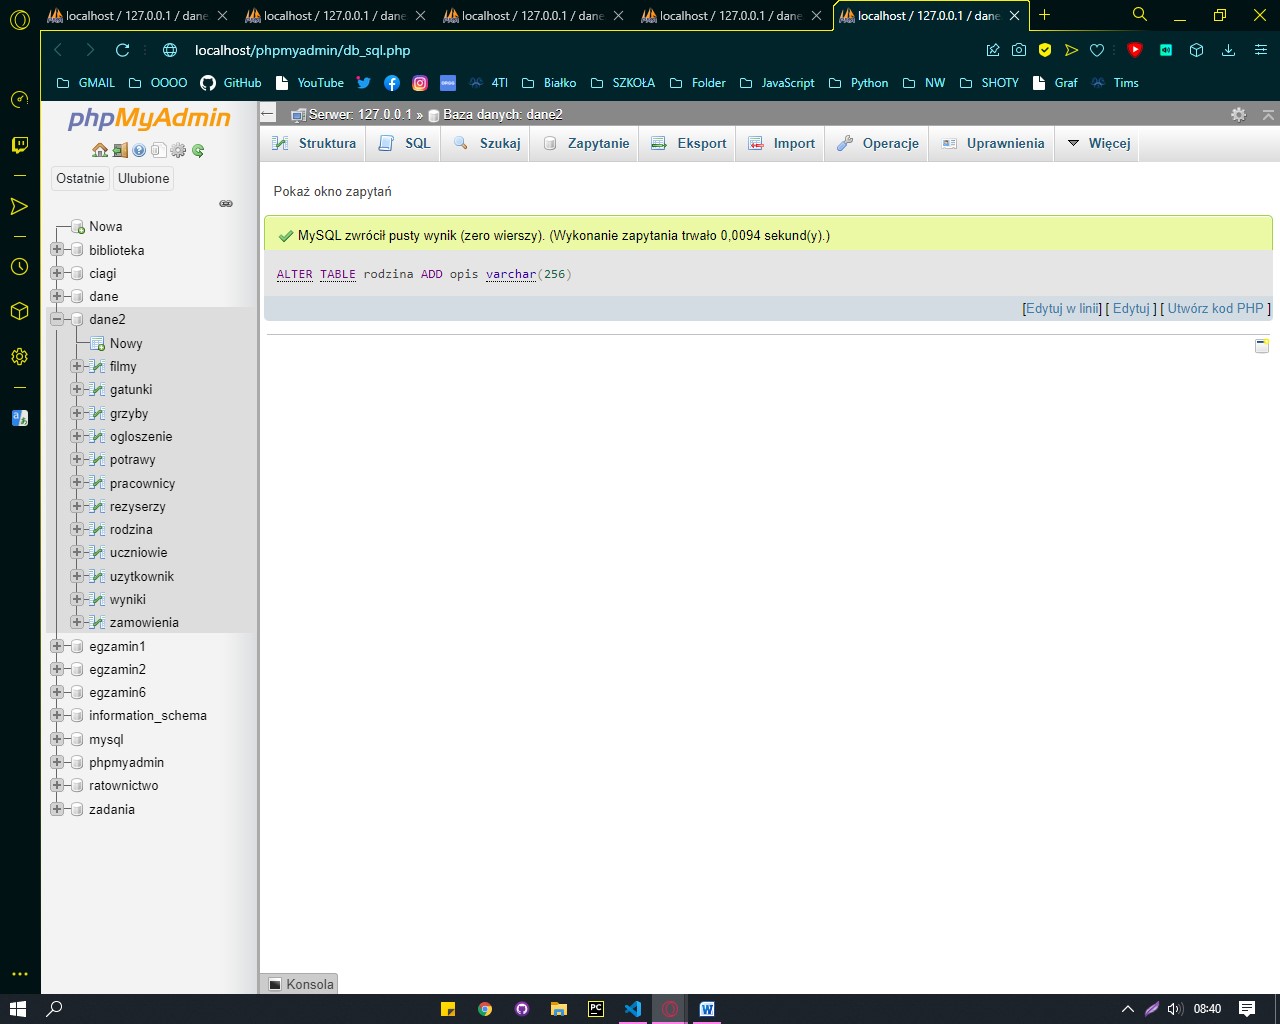 localhost / 127.0.0.1 / dane
localhost / 127.0.0.1 / dane
localhost / 127.0.0.1 / dane
localhost / 127.0.0.1 / dane
localhost / 127.0.0.1 / dane
localhost/phpmyadmin/db_sql.php
GMAIL OOOO GitHub YouTube 4TI Białko SZKOŁA Folder JavaScript Python NW SHOTY Graf Tims
phpMyAdmin
Ostatnie Ulubione
Nowa
biblioteka
ciagi
dane
dane2
Nowy
filmy
gatunki
grzyby
ogloszenie
potrawy
pracownicy
rezyserzy
rodzina
uczniowie
uzytkownik
wyniki
zamowienia
egzamin1
egzamin2
egzamin6
information_schema
mysql
phpmyadmin
ratownictwo
zadania
Serwer: 127.0.0.1 » Baza danych: dane2
Struktura SQL Szukaj Zapytanie Eksport Import Operacje Uprawnienia Więcej
Pokaż okno zapytań
MySQL zwrócił pusty wynik (zero wierszy). (Wykonanie zapytania trwało 0,0094 sekund(y).)
ALTER TABLE rodzina ADD opis varchar(256)
[Edytuj w linii] [ Edytuj ] [ Utwórz kod PHP ]
Konsola
PC
08:40